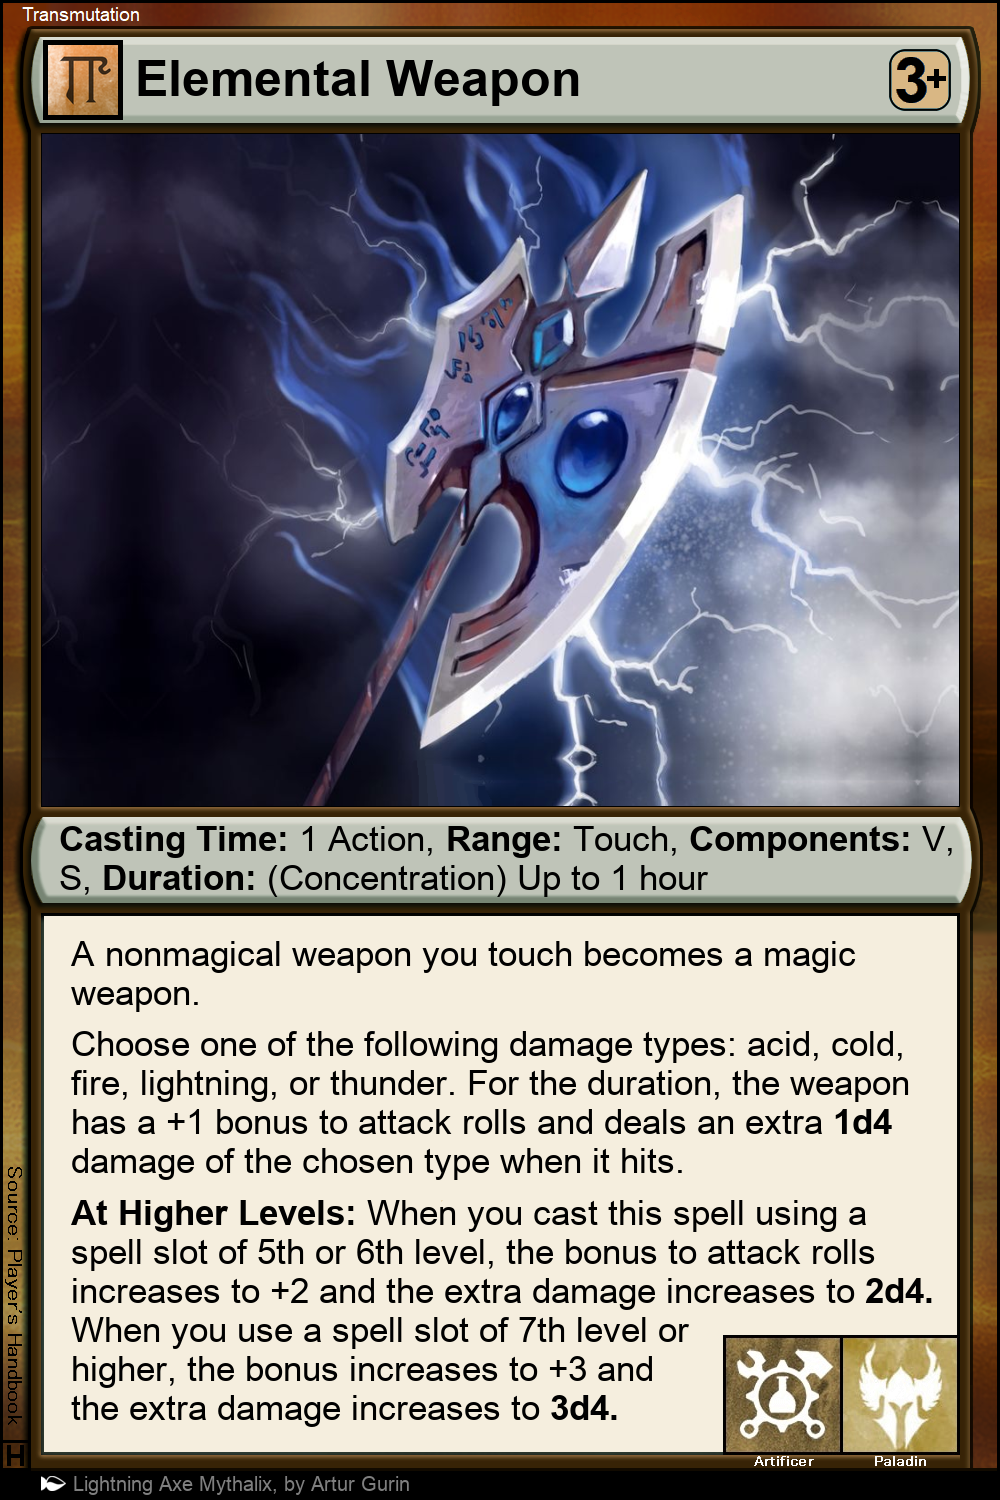 Transmutation
Elemental Weapon
3+
Casting Time: 1 Action, Range: Touch, Components: V,
S, Duration: (Concentration) Up to 1 hour
A nonmagical weapon you touch becomes a magic
weapon.
Choose one of the following damage types: acid, cold,
fire, lightning, or thunder. For the duration, the weapon
has a +1 bonus to attack rolls and deals an extra 1d4
damage of the chosen type when it hits.
At Higher Levels: When you cast this spell using a
spell slot of 5th or 6th level, the bonus to attack rolls
increases to +2 and the extra damage increases to 2d4.
When you use a spell slot of 7th level or
higher, the bonus increases to +3 and
the extra damage increases to 3d4.
Source: Player's Handbook
H
Artificer
Paladin
Lightning Axe Mythalix, by Artur Gurin